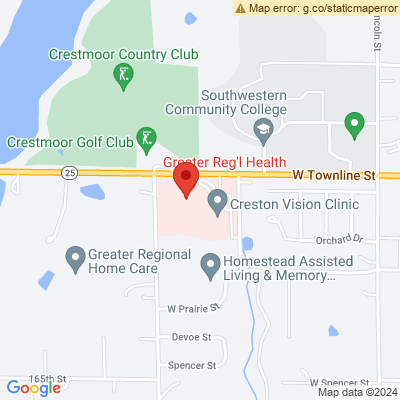 Map error: g.co/staticmaperror
Lincoln St
Crestmoor Country Club
Southwestern
Community College
Crestmoor Golf Club
Greater Reg'l Health
25
W Townline St
Creston Vision Clinic
Orchard Dr
Greater Regional
Home Care
Homestead Assisted
Living & Memory...
W Prairie St
Devoe St
Spencer St
165th St
W Spencer St
Google
Map data ©2024